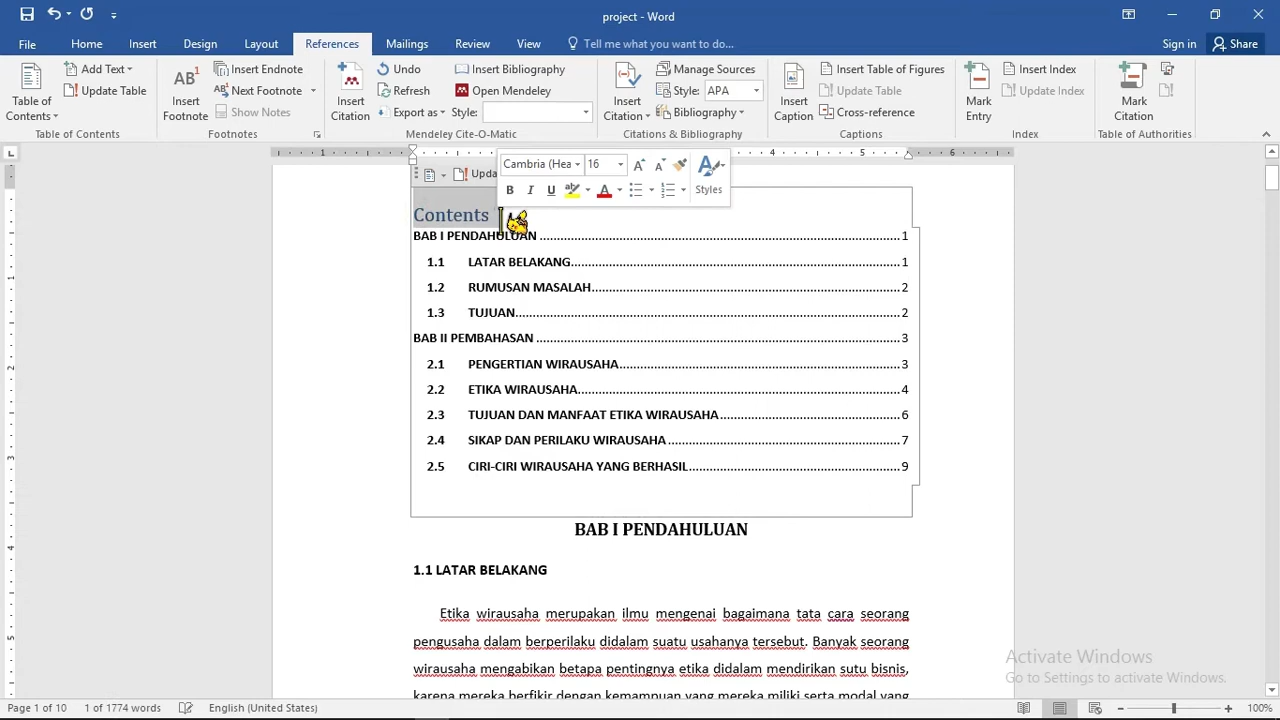 project - Word
File Home Insert Design Layout References Mailings Review View Tell me what you want to do... Sign in Share
Table of Contents
Add Text
Update Table
Table of Contents
AB1 Insert Footnote
Insert Endnote
Next Footnote
Show Notes
Footnotes
Insert Citation
Undo
Refresh
Export as
Insert Bibliography
Open Mendeley
Style:
Mendeley Cite-O-Matic
Insert Citation
Manage Sources
Style: APA
Bibliography
Citations & Bibliography
Insert Caption
Insert Table of Figures
Update Table
Cross-reference
Captions
Mark Entry
Insert Index
Update Index
Index
Mark Citation
Table of Authorities
Cambria (Hea 16
B I U Styles
Upda
Contents
BAB I PENDAHULUAN ........ 1
1.1 LATAR BELAKANG........ 1
1.2 RUMUSAN MASALAH........ 2
1.3 TUJUAN........ 2
BAB II PEMBAHASAN ........ 3
2.1 PENGERTIAN WIRAUSAHA........ 3
2.2 ETIKA WIRAUSAHA........ 4
2.3 TUJUAN DAN MANFAAT ETIKA WIRAUSAHA........ 6
2.4 SIKAP DAN PERILAKU WIRAUSAHA ........ 7
2.5 CIRI-CIRI WIRAUSAHA YANG BERHASIL........ 9
BAB I PENDAHULUAN
1.1 LATAR BELAKANG
Etika wirausaha merupakan ilmu mengenai bagaimana tata cara seorang
pengusaha dalam berperilaku didalam suatu usahanya tersebut. Banyak seorang
wirausaha mengabikan betapa pentingnya etika didalam mendirikan sutu bisnis,
karena mereka berfikir dengan kemampuan yang mereka miliki serta modal yang
Activate Windows
Go to Settings to activate Windows.
Page 1 of 10 1 of 1774 words English (United States) 100%